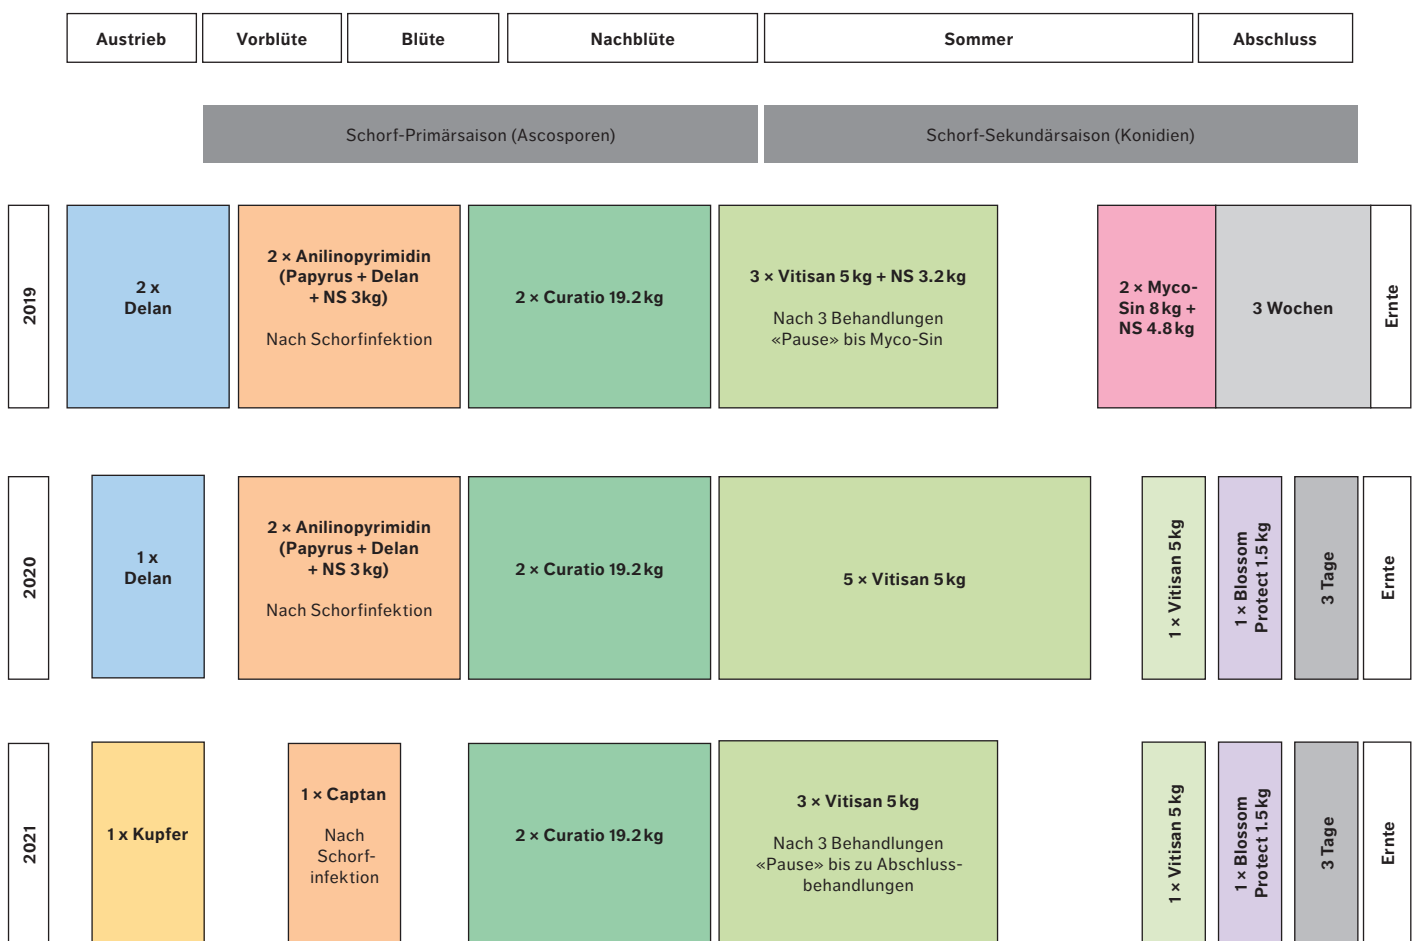 Austrieb
Vorblüte
Blüte
Nachblüte
Sommer
Abschluss
Schorf-Primärsaison (Ascosporen)
Schorf-Sekundärsaison (Konidien)
2019
2 x
Delan
2 × Anilinopyrimidin
(Papyrus + Delan
+ NS 3kg)
Nach Schorfinfektion
2 × Curatio 19.2 kg
3 × Vitisan 5 kg + NS 3.2 kg
Nach 3 Behandlungen
«Pause» bis Myco-Sin
2 × Myco-
Sin 8 kg +
NS 4.8 kg
3 Wochen
Ernte
2020
1 x
Delan
2 × Anilinopyrimidin
(Papyrus + Delan
+ NS 3 kg)
Nach Schorfinfektion
2 × Curatio 19.2 kg
5 × Vitisan 5 kg
1 × Vitisan 5 kg
1 × Blossom
Protect 1.5 kg
3 Tage
Ernte
2021
1 x Kupfer
1 × Captan
Nach
Schorf-
infektion
2 × Curatio 19.2 kg
3 × Vitisan 5 kg
Nach 3 Behandlungen
«Pause» bis zu Abschluss-
behandlungen
1 × Vitisan 5 kg
1 × Blossom
Protect 1.5 kg
3 Tage
Ernte